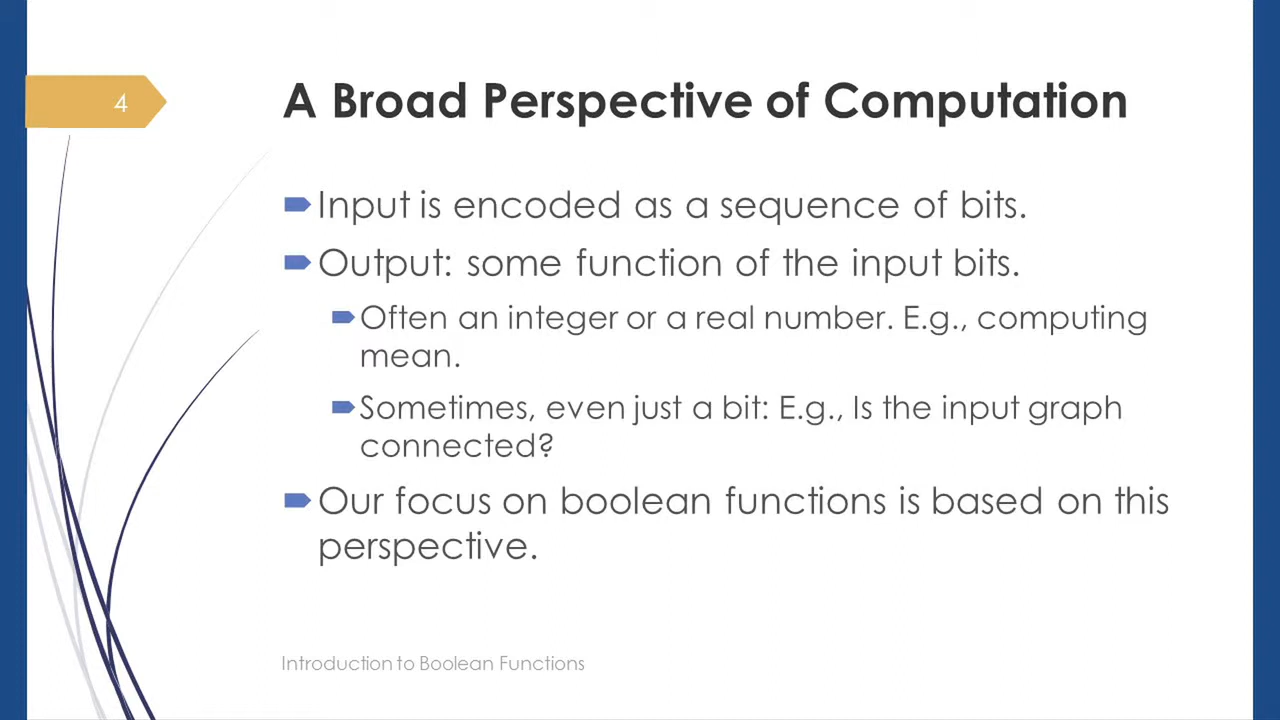 4
A Broad Perspective of Computation
Input is encoded as a sequence of bits.
Output: some function of the input bits.
Often an integer or a real number. E.g., computing
mean.
Sometimes, even just a bit: E.g., Is the input graph
connected?
Our focus on boolean functions is based on this
perspective.
Introduction to Boolean Functions